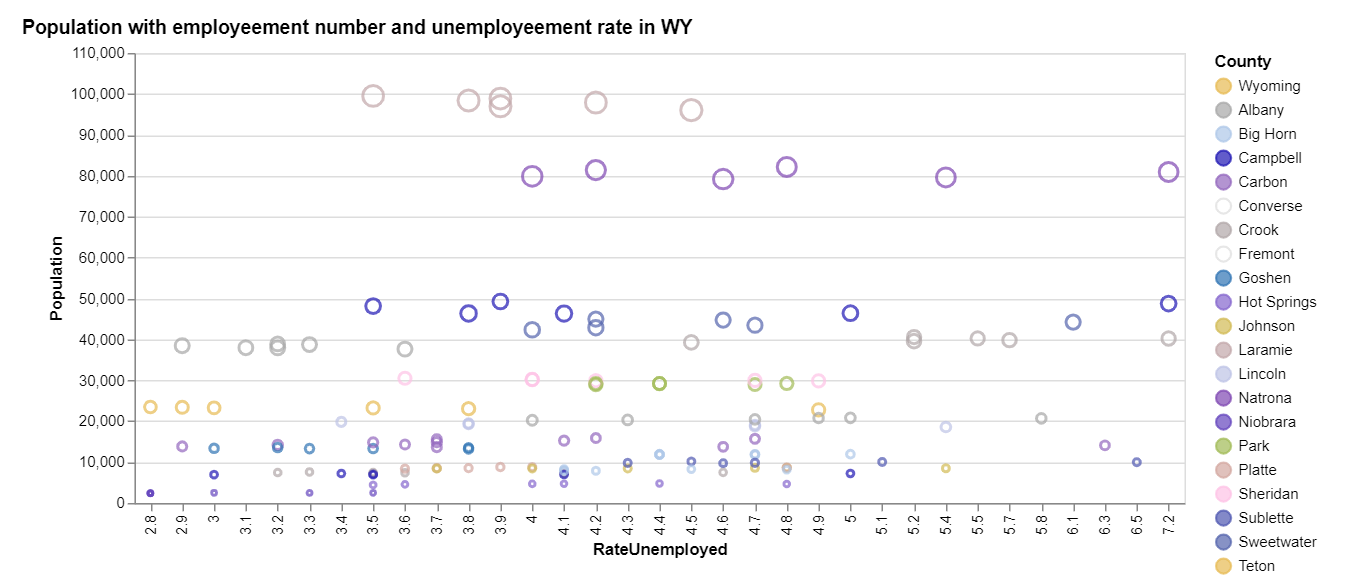 Population with employeement number and unemployeement rate in WY
Population
110,000
100,000
90,000
80,000
70,000
60,000
50,000
40,000
30,000
20,000
10,000
0
2.8 2.9 3 3.1 3.2 3.3 3.4 3.5 3.6 3.7 3.8 3.9 4 4.1 4.2 4.3 4.4 4.5 4.6 4.7 4.8 4.9 5 5.1 5.2 5.4 5.5 5.7 5.8 6.1 6.3 6.5 7.2
RateUnemployed
County
Wyoming
Albany
Big Horn
Campbell
Carbon
Converse
Crook
Fremont
Goshen
Hot Springs
Johnson
Laramie
Lincoln
Natrona
Niobrara
Park
Platte
Sheridan
Sublette
Sweetwater
Teton